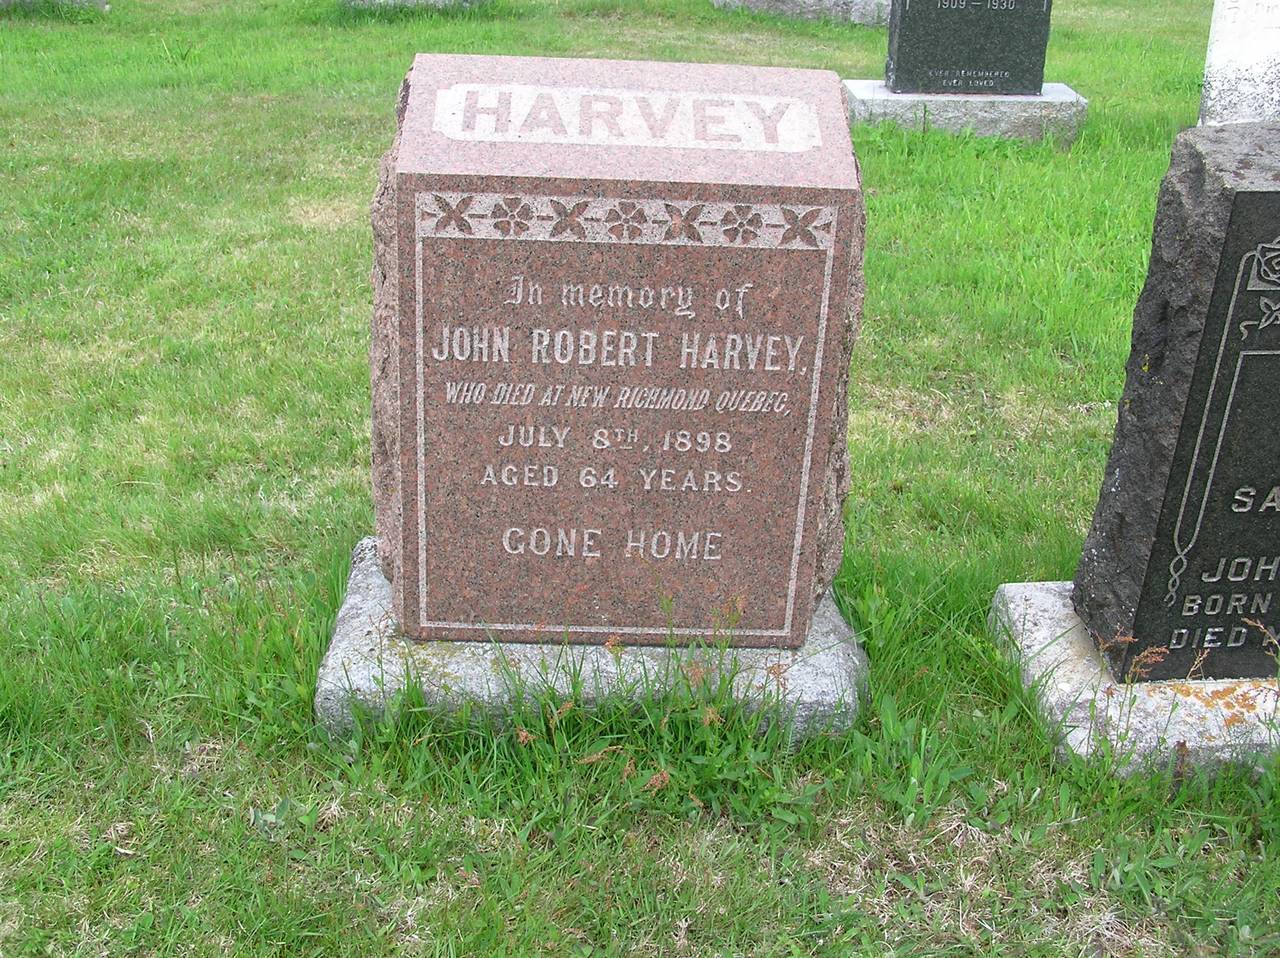 HARVEY
In memory of
JOHN ROBERT HARVEY,
WHO DIED AT NEW RICHMOND QUEBEC,
JULY 8TH, 1898
AGED 64 YEARS
GONE HOME
1909 – 1930
EVER REMEMBERED
EVER LOVED
SA
JOH
BORN
DIED